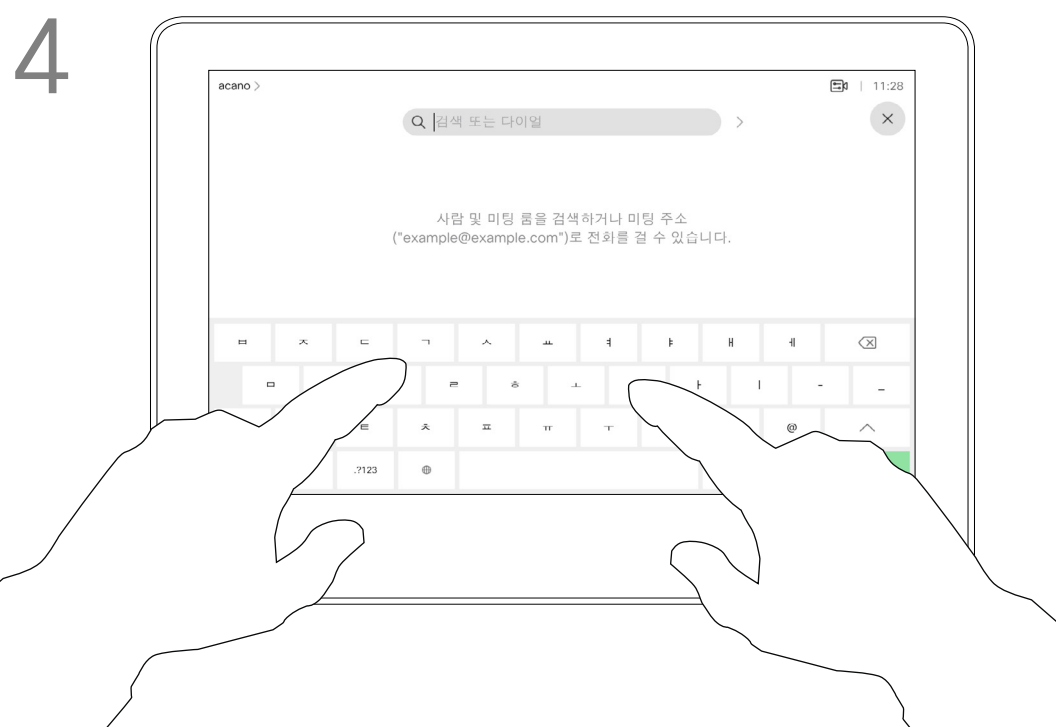 4
acano >
| 11:28
검색 또는 다이얼 >
사람 및 미팅 룸을 검색하거나 미팅 주소
("example@example.com")로 전화를 걸 수 있습니다.
ㅂ ㅈ ㄷ ㄱ ㅅ ㅛ ㅕ ㅑ ㅐ ㅔ
ㅁ ㄹ ㅎ ㅗ ㅏ ㅣ - _
ㅌ ㅊ ㅍ ㅠ ㅜ @
.?123